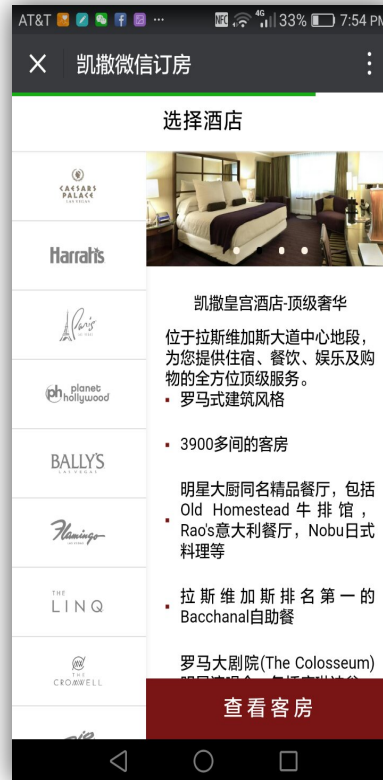 AT&T
NFC
4G
33%
7:54 PM
凯撒微信订房
选择酒店
CAESARS
PALACE
LAS VEGAS
Harrah's
Paris
planet
ph hollywood
BALLY'S
LAS VEGAS
Flamingo
THE
LINQ
THE
CROMWELL
凯撒皇宫酒店-顶级奢华
位于拉斯维加斯大道中心地段，
为您提供住宿、餐饮、娱乐及购
物的全方位顶级服务。
罗马式建筑风格
3900多间的客房
明星大厨同名精品餐厅，包括
Old Homestead 牛排馆，
Rao's意大利餐厅，Nobu日式
料理等
拉斯维加斯排名第一的
Bacchanal自助餐
罗马大剧院(The Colosseum)
查看客房